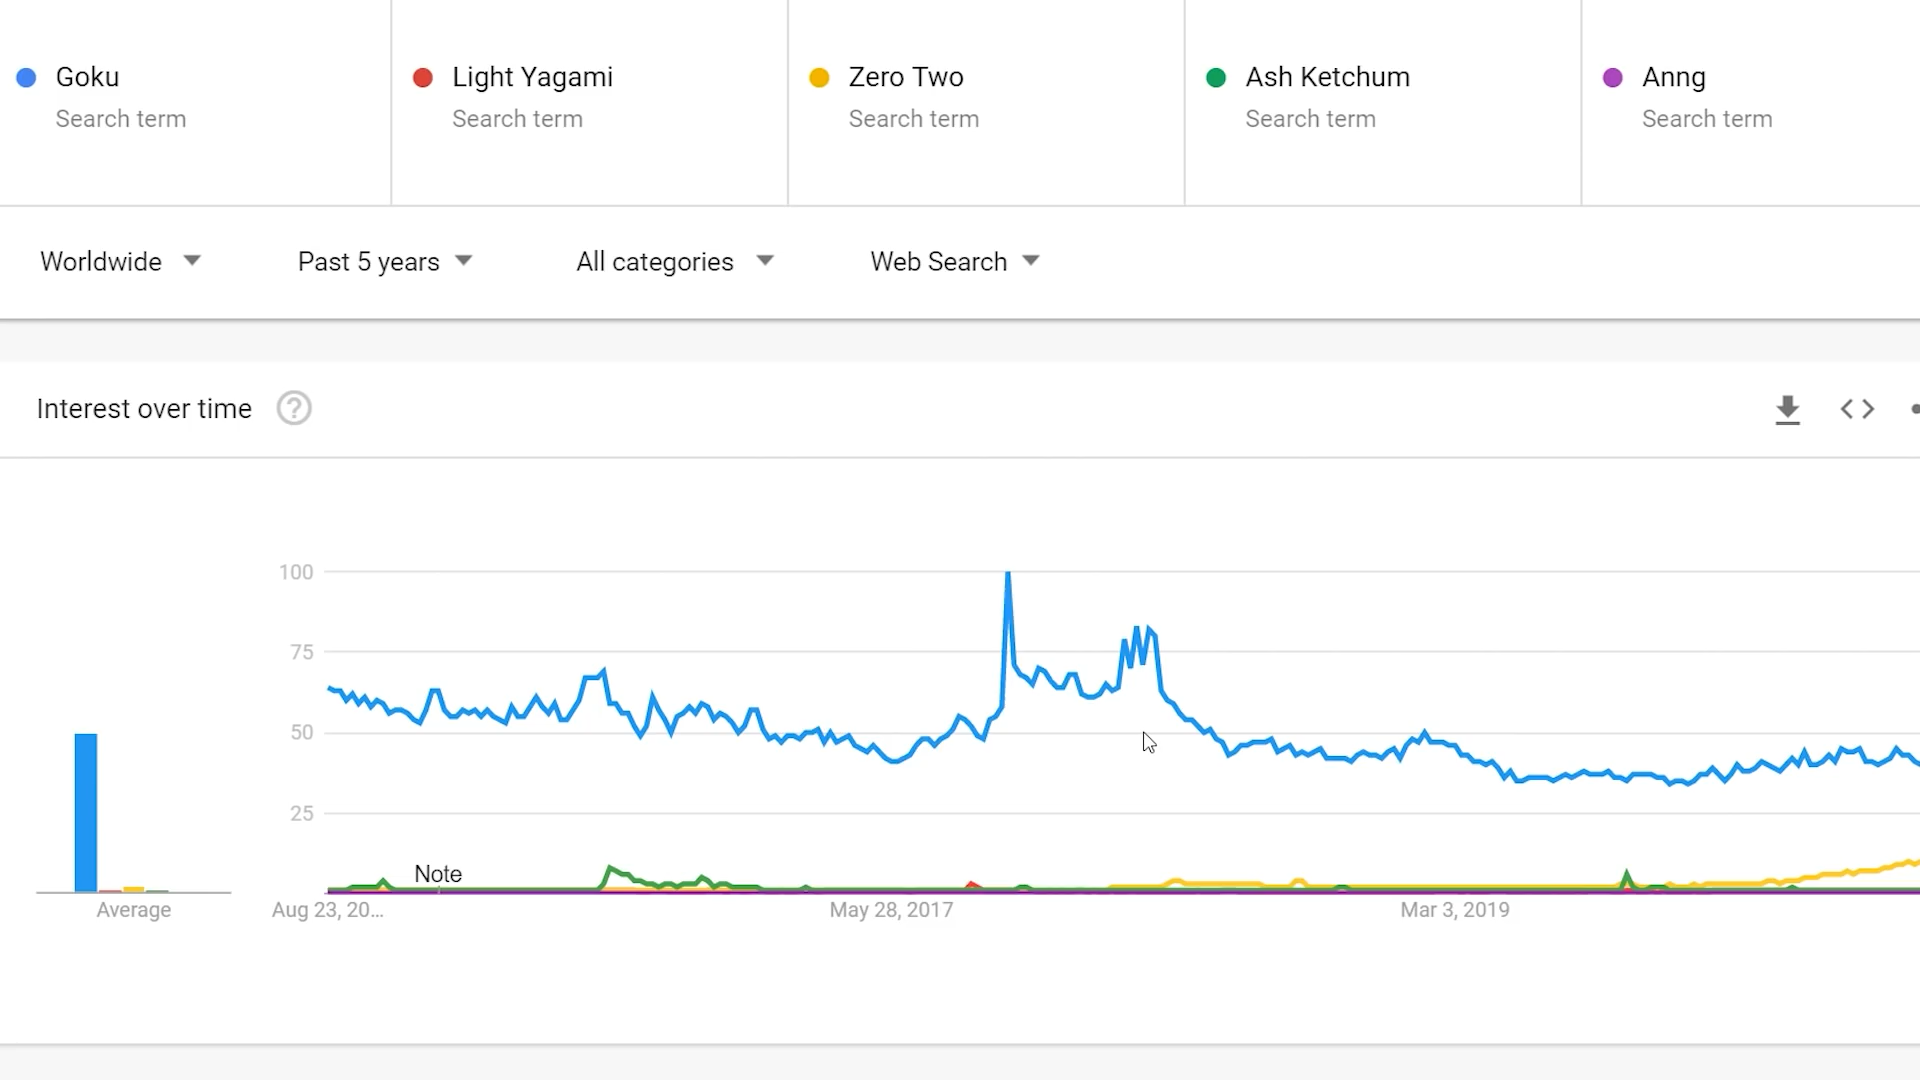 Goku
Search term
Light Yagami
Search term
Zero Two
Search term
Ash Ketchum
Search term
Anng
Search term
Worldwide
Past 5 years
All categories
Web Search
Interest over time ?
100
75
50
25
Note
Average
Aug 23, 20...
May 28, 2017
Mar 3, 2019